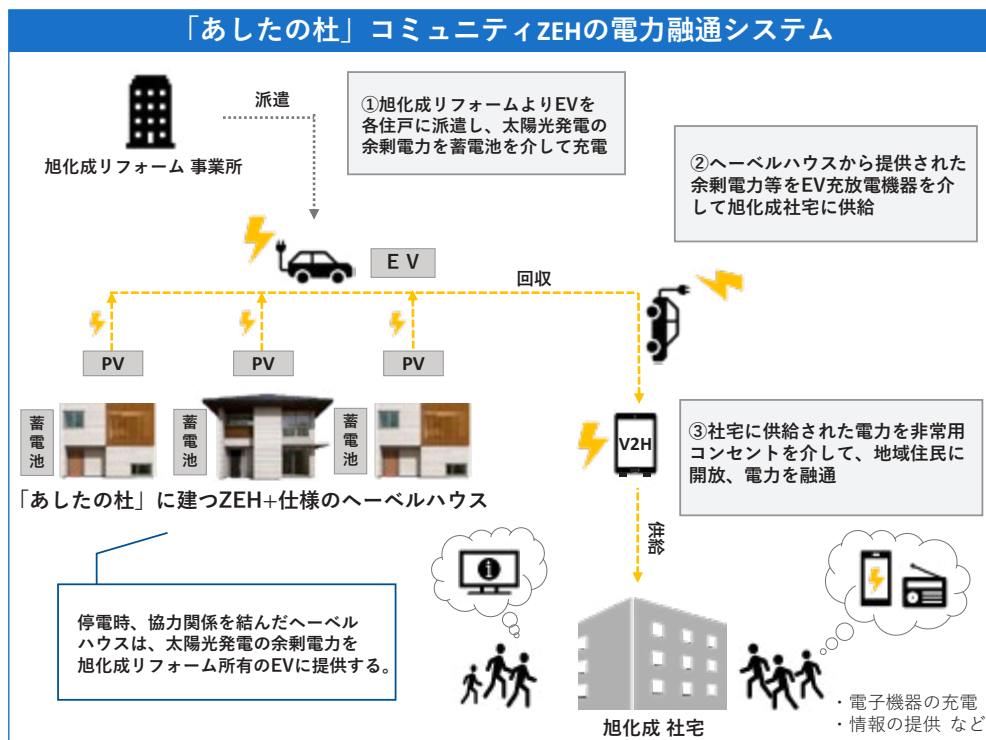 「あしたの杜」コミュニティZEHの電力融通システム
派遣
旭化成リフォーム 事業所
①旭化成リフォームよりEVを
各住戸に派遣し、太陽光発電の
余剰電力を蓄電池を介して充電
②ヘーベルハウスから提供された
余剰電力等をEV充放電機器を介
して旭化成社宅に供給
EV
回収
PV
PV
PV
蓄電池
蓄電池
蓄電池
「あしたの杜」に建つZEH+仕様のヘーベルハウス
V2H
③社宅に供給された電力を非常用
コンセントを介して、地域住民に
開放、電力を融通
供給
停電時、協力関係を結んだヘーベル
ハウスは、太陽光発電の余剰電力を
旭化成リフォーム所有のEVに提供する。
旭化成 社宅
・電子機器の充電
・情報の提供 など